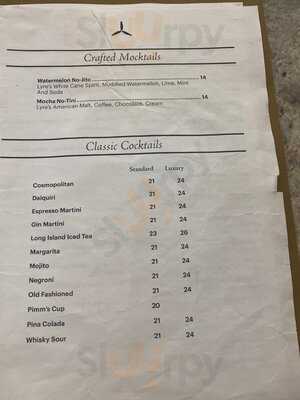 Crafted Mocktails
Watermelon No-jito 14
Lyre's White Cane Spirit, Muddled Watermelon, Lime, Mint
And Soda
Mocha No-Tini 14
Lyre's American Malt, Coffee, Chocolate, Cream
Classic Cocktails
Standard Luxury
Cosmopolitan 21 24
Daiquiri 21 24
Espresso Martini 21 24
Gin Martini 21 24
Long Island Iced Tea 23 26
Margarita 21 24
Mojito 21 24
Negroni 21 24
Old Fashioned 21 24
Pimm's Cup 20
Pina Colada 21 24
Whisky Sour 21 24